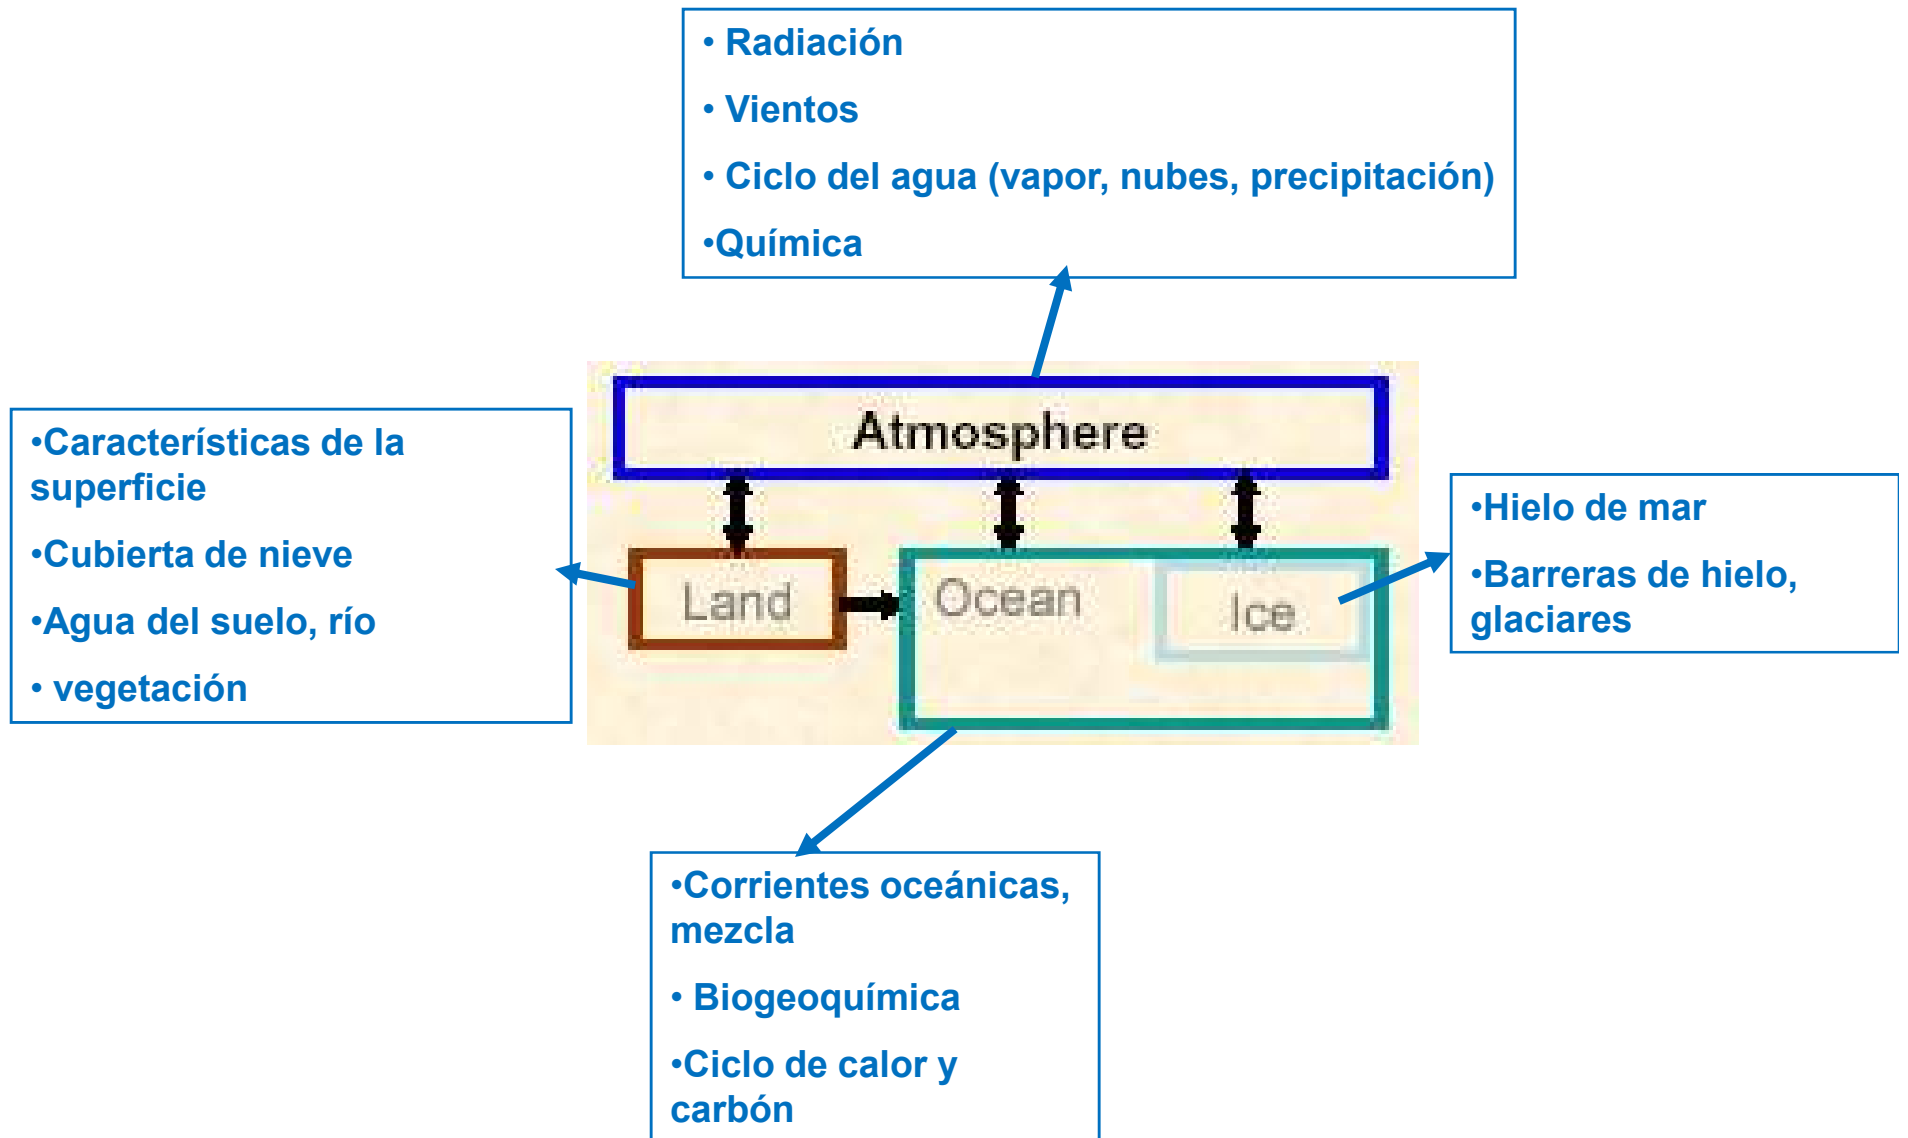 • Radiación
• Vientos
• Ciclo del agua (vapor, nubes, precipitación)
•Química
Atmosphere
•Características de la
superficie
•Cubierta de nieve
•Agua del suelo, río
• vegetación
Land
Ocean
Ice
•Hielo de mar
•Barreras de hielo,
glaciares
•Corrientes oceánicas,
mezcla
• Biogeoquímica
•Ciclo de calor y
carbón